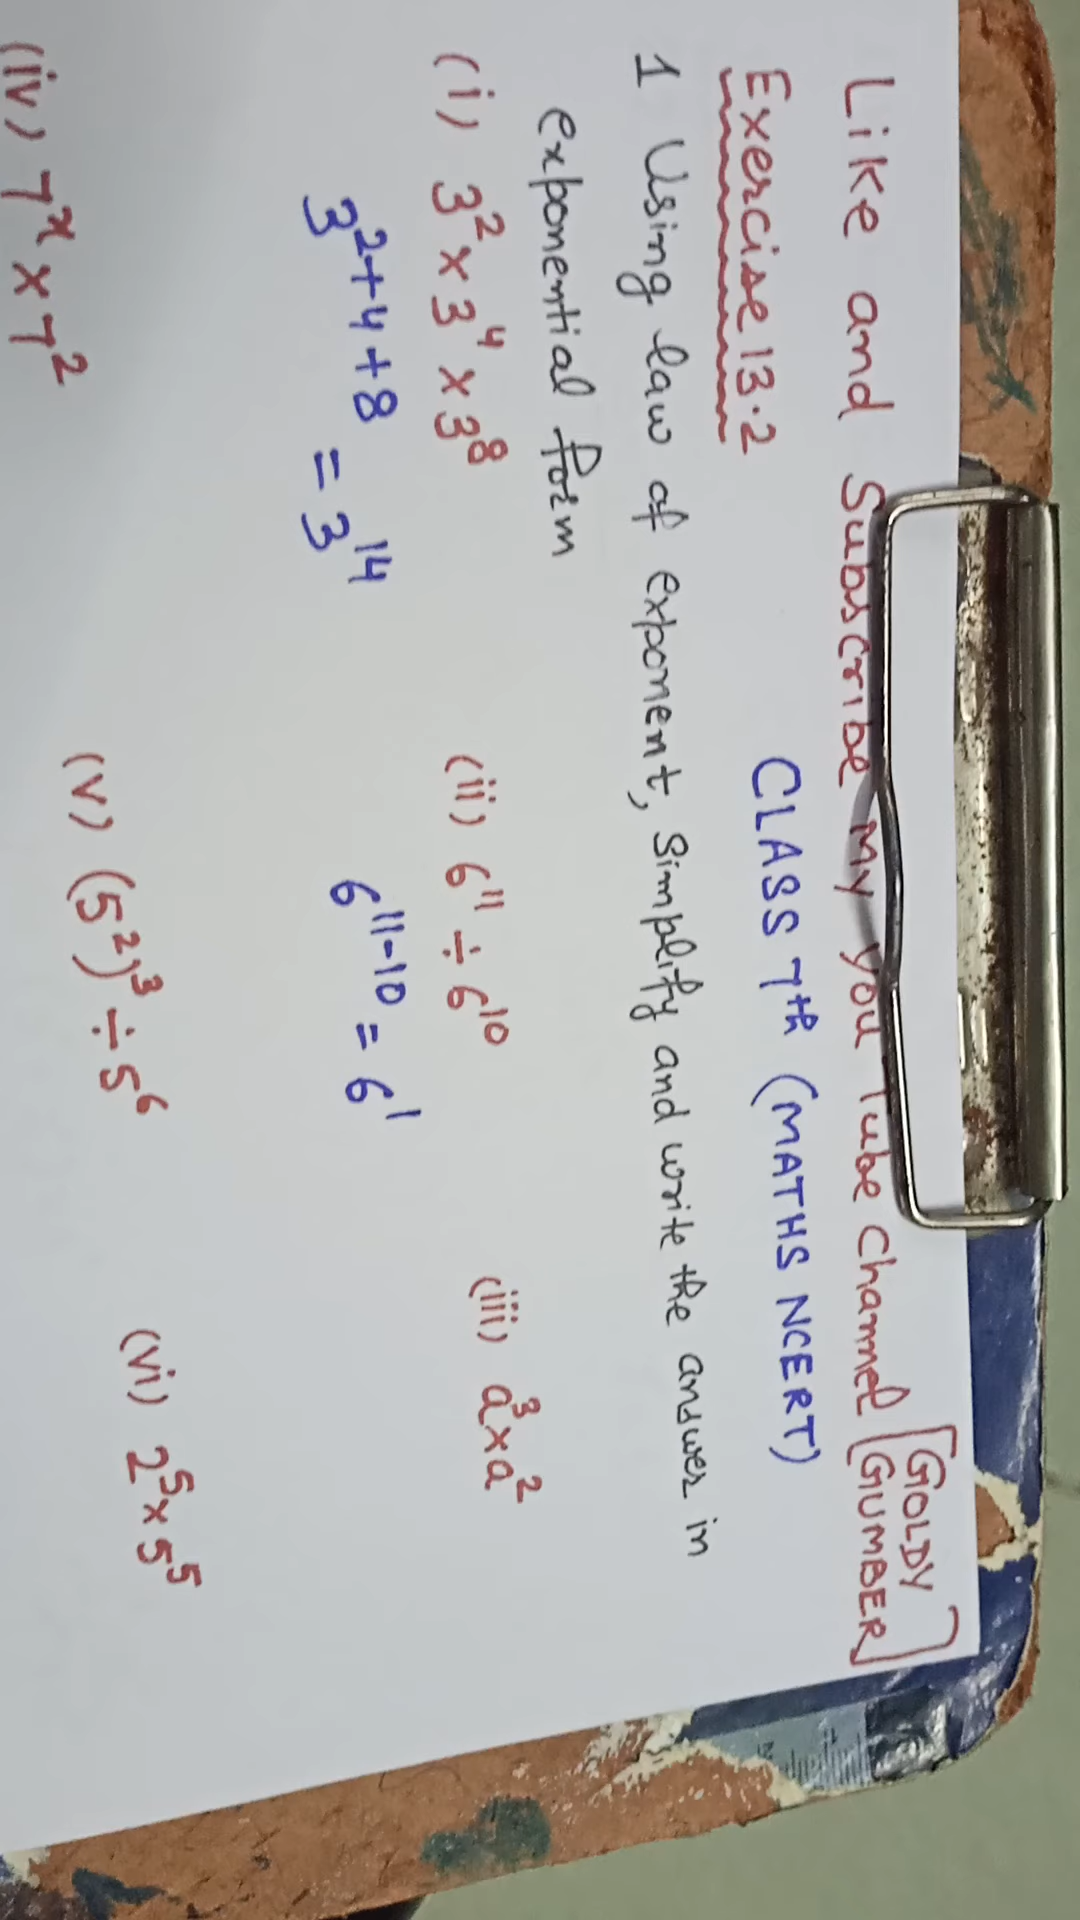 Like and Subscribe My you Tube Channel [GOLDY GUMBER]
Exercise 13.2 CLASS 7th (MATHS NCERT)
1 Using law of exponent, Simplify and write the answer in
exponential form
(i) 3² × 3⁴ × 3⁸ (ii) 6¹¹ ÷ 6¹⁰ (iii) a³ × a²
3²⁺⁴⁺⁸ = 3¹⁴ 6¹¹⁻¹⁰ = 6¹
(iv) 7ˣ × 7² (v) (5²)³ ÷ 5⁶ (vi) 2⁵ × 5⁵